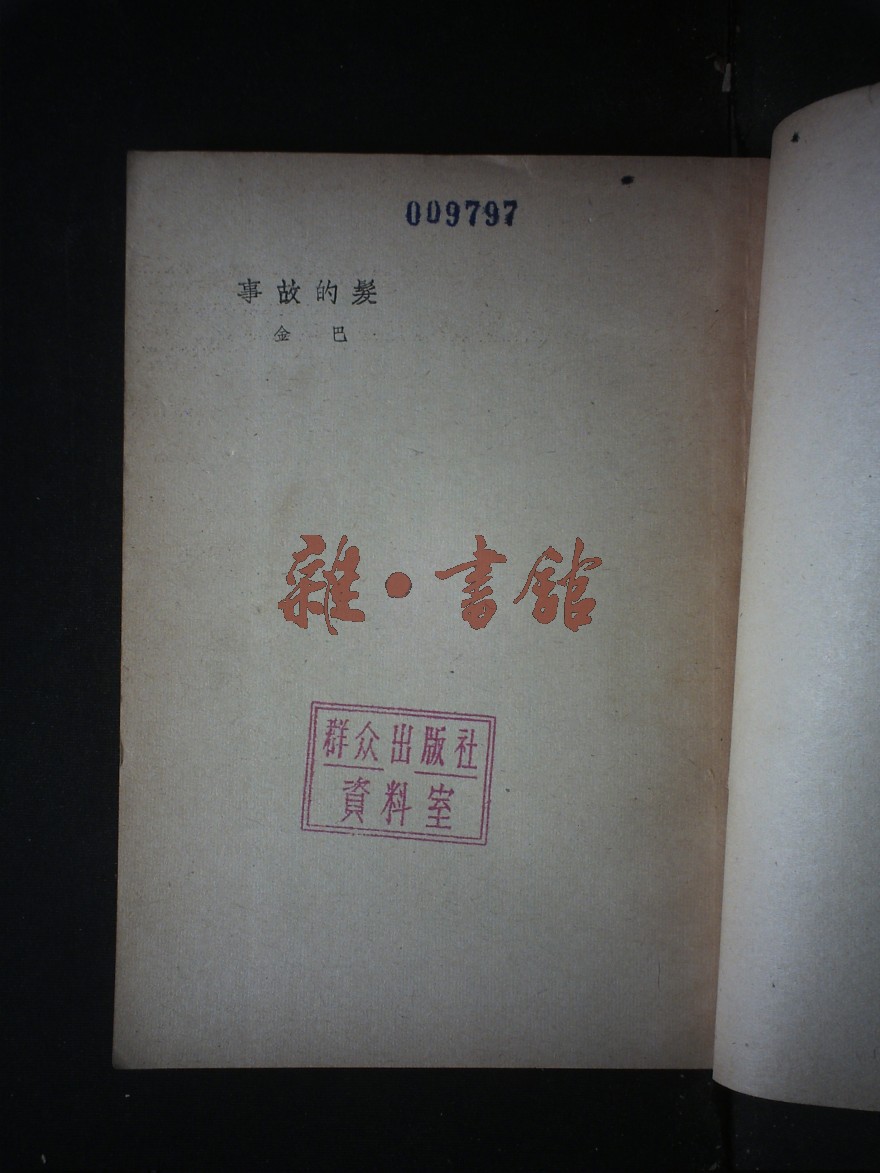 009797
髮的故事
巴金
雜·書館
群众出版社
資料室